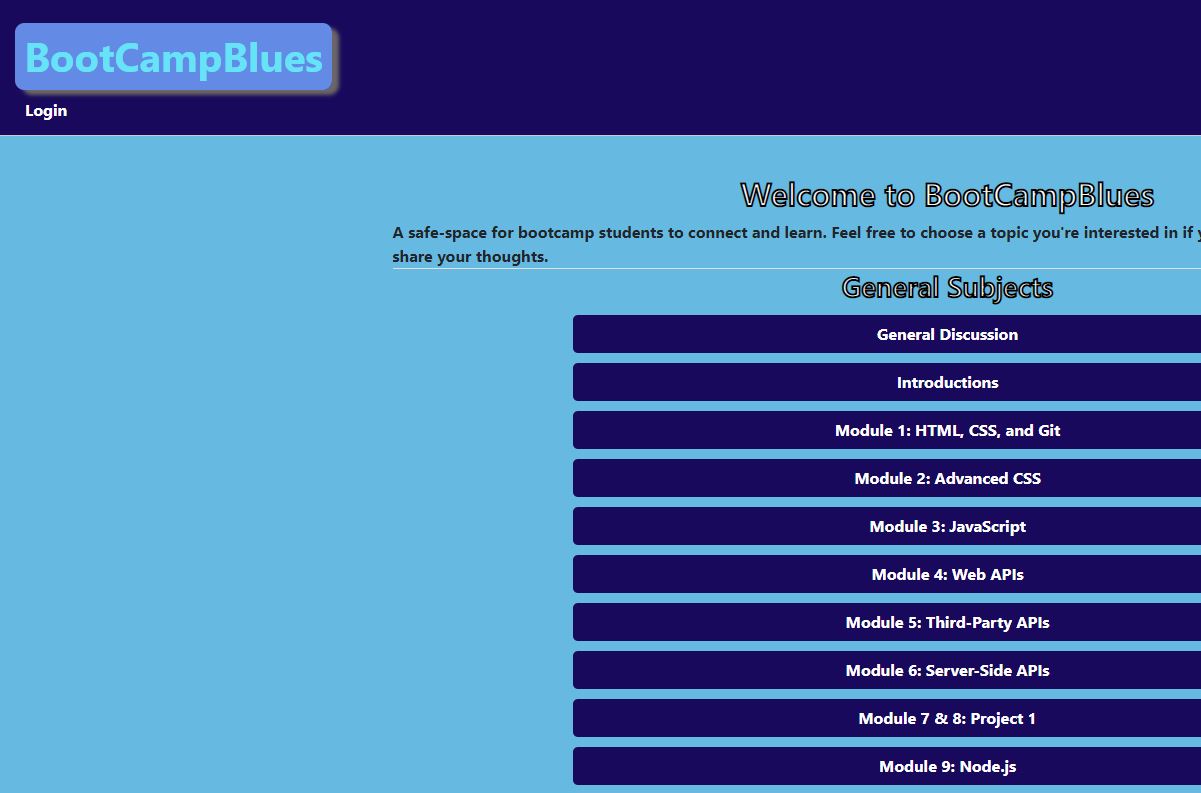 BootCampBlues
Login
Welcome to BootCampBlues
A safe-space for bootcamp students to connect and learn. Feel free to choose a topic you're interested in if
share your thoughts.
General Subjects
General Discussion
Introductions
Module 1: HTML, CSS, and Git
Module 2: Advanced CSS
Module 3: JavaScript
Module 4: Web APIs
Module 5: Third-Party APIs
Module 6: Server-Side APIs
Module 7 & 8: Project 1
Module 9: Node.js